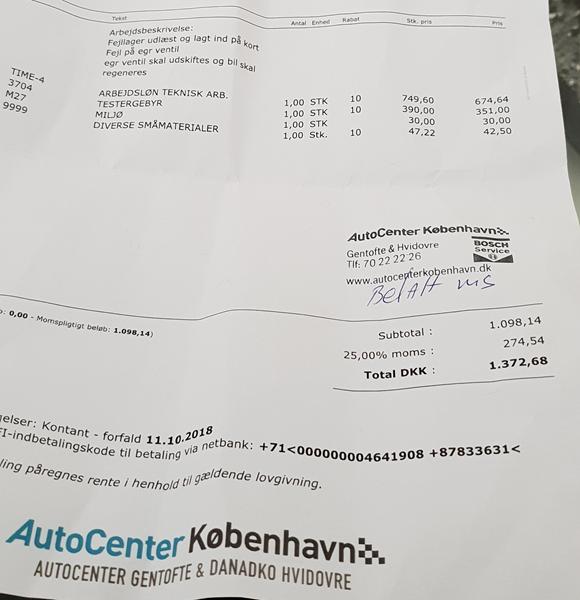 Tekst Antal Enhed Rabat Stk. pris Pris
Arbejdsbeskrivelse:
Fejllager udlæst og lagt ind på kort
Fejl på egr ventil
egr ventil skal udskiftes og bil skal
regeneres
TIME-4 ARBEJDSLØN TEKNISK ARB. 1,00 STK 10 749,60 674,64
3704 TESTERGEBYR 1,00 STK 10 390,00 351,00
M27 MILJØ 1,00 STK 30,00 30,00
9999 DIVERSE SMÅMATERIALER 1,00 Stk. 10 47,22 42,50
AutoCenter København
Gentofte & Hvidovre
Tlf: 70 22 22 26
BOSCH
Service
www.autocenterkobenhavn.dk
Betalt MS
: 0,00 - Momspligtigt beløb: 1.098,14)
Subtotal : 1.098,14
25,00% moms : 274,54
Total DKK : 1.372,68
elser: Kontant - forfald 11.10.2018
I-indbetalingskode til betaling via netbank: +71<000000004641908 +87833631<
ling påregnes rente i henhold til gældende lovgivning.
AutoCenter København
AUTOCENTER GENTOFTE & DANADKO HVIDOVRE